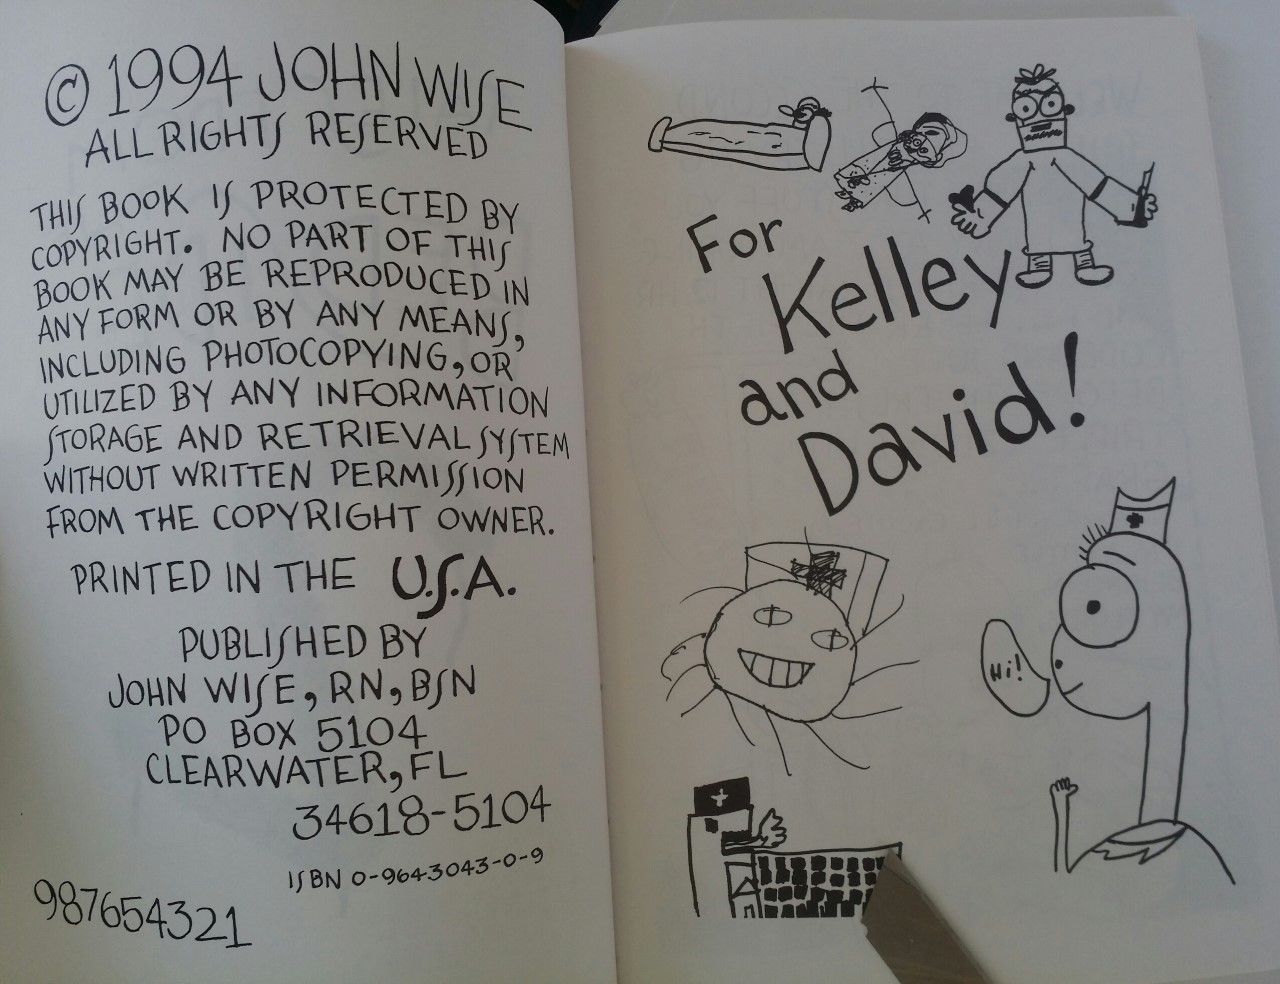 © 1994 JOHN WISE
ALL RIGHTS RESERVED
THIS BOOK IS PROTECTED BY
COPYRIGHT. NO PART OF THIS
BOOK MAY BE REPRODUCED IN
ANY FORM OR BY ANY MEANS,
INCLUDING PHOTOCOPYING, OR
UTILIZED BY ANY INFORMATION
STORAGE AND RETRIEVAL SYSTEM
WITHOUT WRITTEN PERMISSION
FROM THE COPYRIGHT OWNER.
PRINTED IN THE U.S.A.
PUBLISHED BY
JOHN WISE, RN, BSN
PO BOX 5104
CLEARWATER, FL
34618-5104
ISBN 0-9643043-0-9
987654321
For
Kelley
and
David!
Hi!